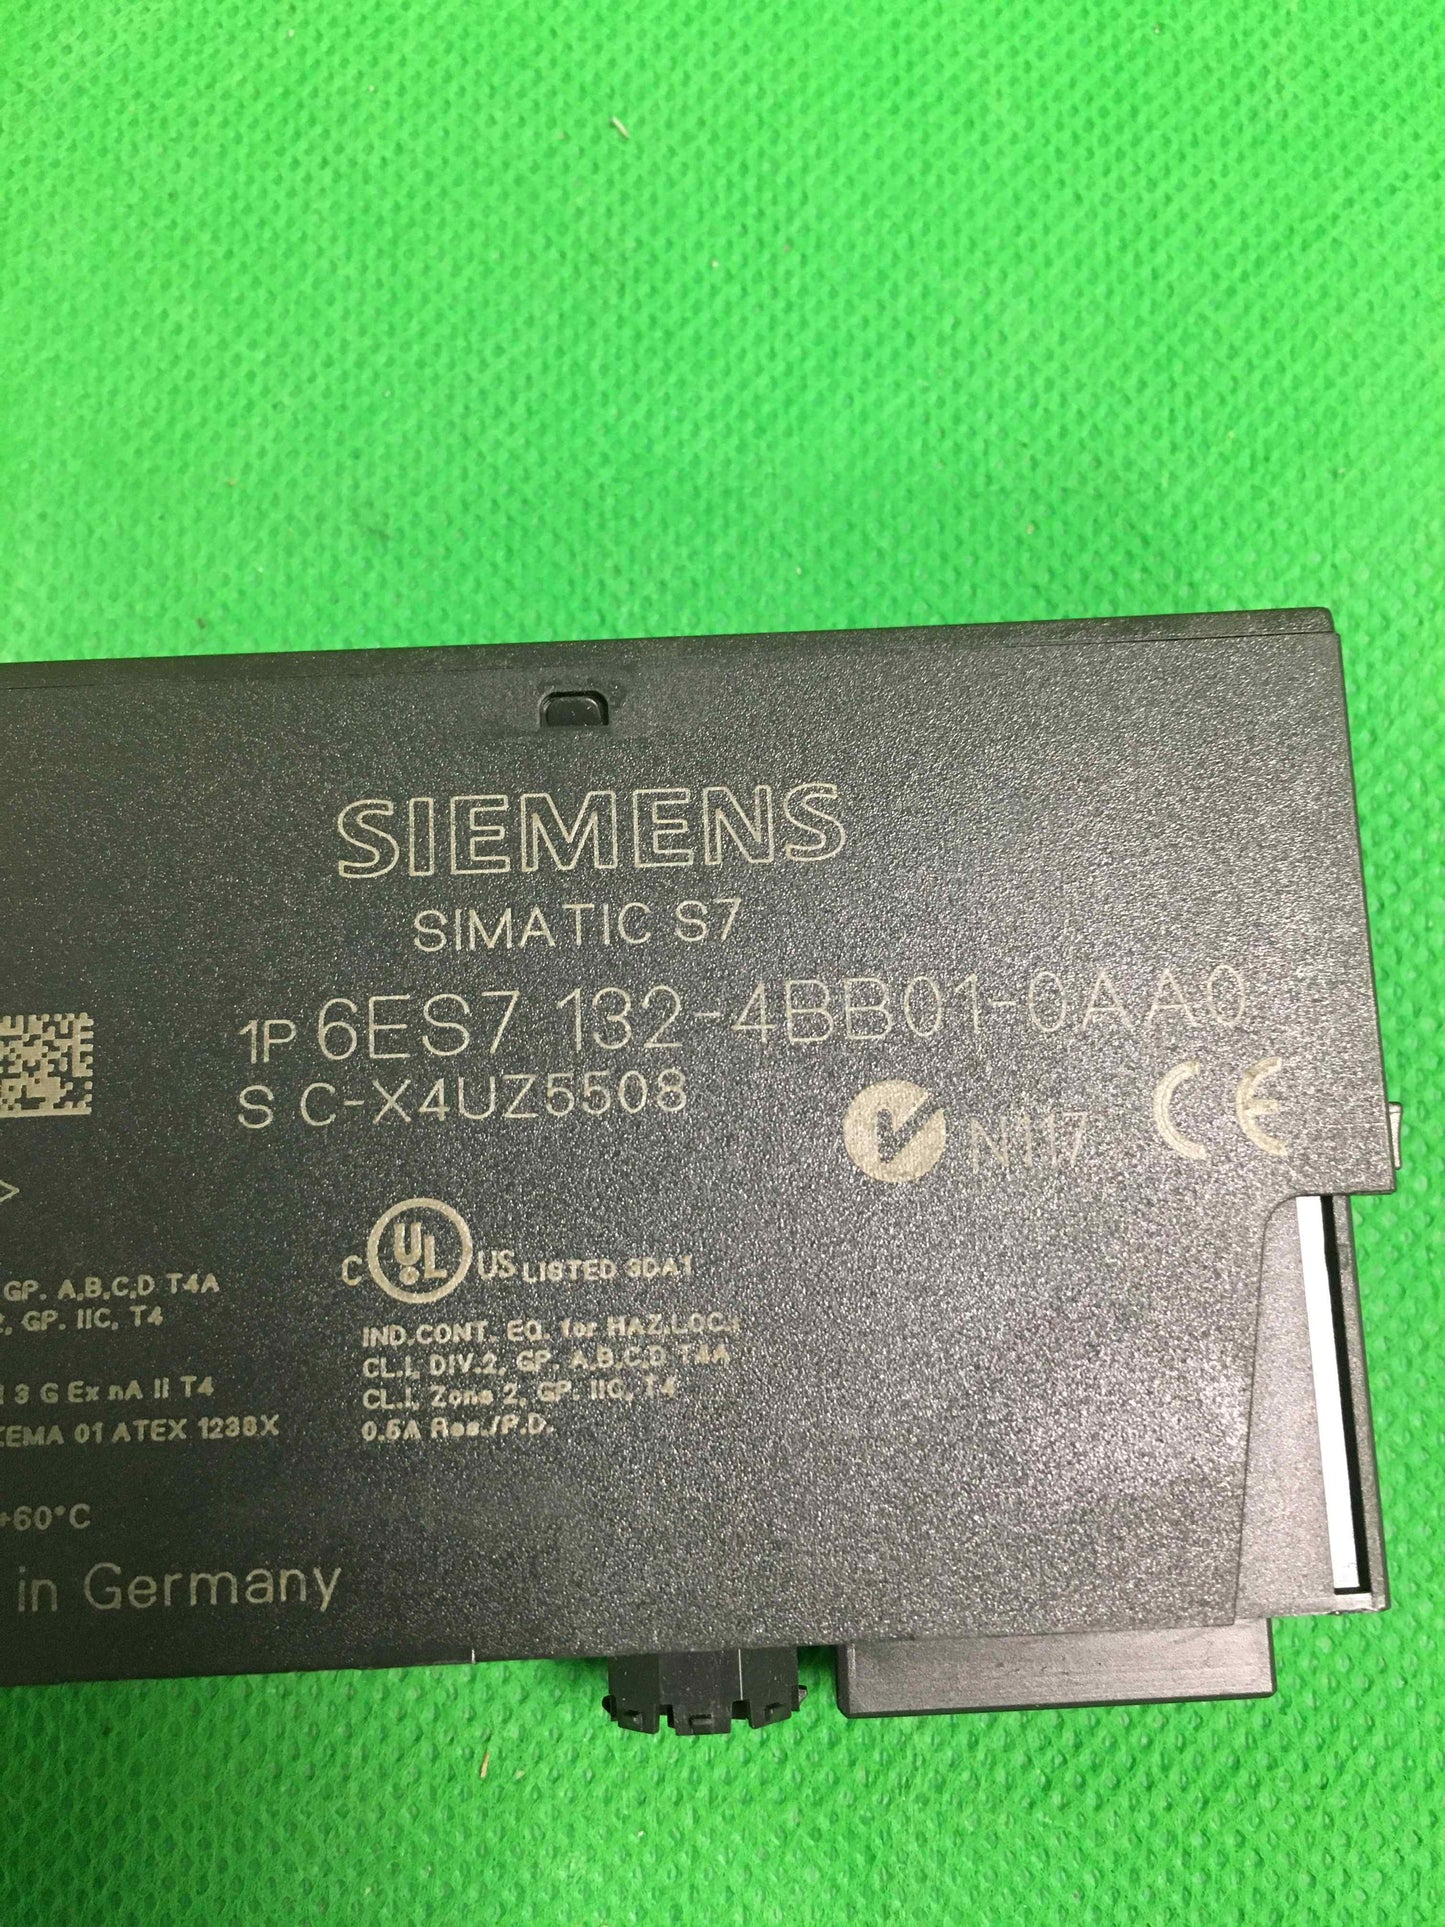 SIEMENS
SIMATIC S7
1P 6ES7 132-4BB01-0AA0
S C-X4UZ5508
N117 CE
C UL US LISTED 3DA1
IND.CONT. EQ. for HAZ.LOC.:
CL.I, DIV.2, GP. A,B,C,D T4A
CL.I, Zone 2, GP. IIC, T4
0.5A Res./P.D.
GP. A,B,C,D T4A
GP. IIC, T4
3 G Ex nA II T4
KEMA 01 ATEX 1238X
+60°C
in Germany